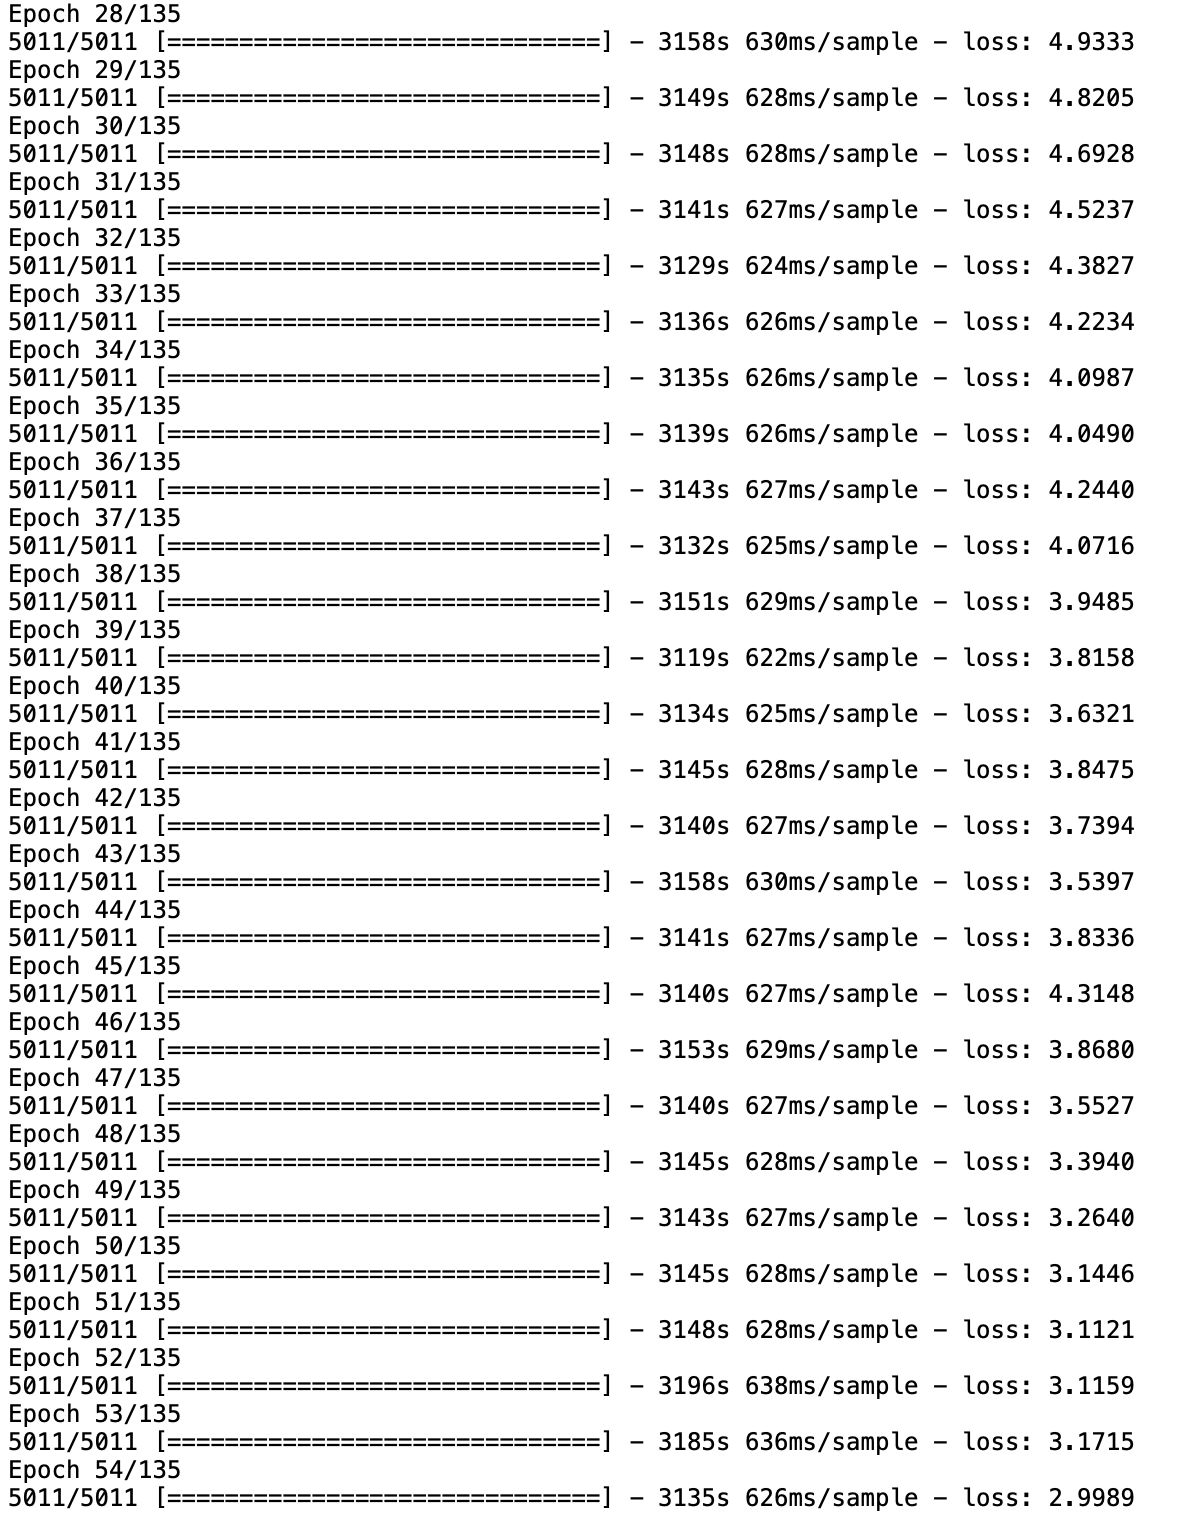 Epoch 28/135
5011/5011 [==============================] - 3158s 630ms/sample - loss: 4.9333
Epoch 29/135
5011/5011 [==============================] - 3149s 628ms/sample - loss: 4.8205
Epoch 30/135
5011/5011 [==============================] - 3148s 628ms/sample - loss: 4.6928
Epoch 31/135
5011/5011 [==============================] - 3141s 627ms/sample - loss: 4.5237
Epoch 32/135
5011/5011 [==============================] - 3129s 624ms/sample - loss: 4.3827
Epoch 33/135
5011/5011 [==============================] - 3136s 626ms/sample - loss: 4.2234
Epoch 34/135
5011/5011 [==============================] - 3135s 626ms/sample - loss: 4.0987
Epoch 35/135
5011/5011 [==============================] - 3139s 626ms/sample - loss: 4.0490
Epoch 36/135
5011/5011 [==============================] - 3143s 627ms/sample - loss: 4.2440
Epoch 37/135
5011/5011 [==============================] - 3132s 625ms/sample - loss: 4.0716
Epoch 38/135
5011/5011 [==============================] - 3151s 629ms/sample - loss: 3.9485
Epoch 39/135
5011/5011 [==============================] - 3119s 622ms/sample - loss: 3.8158
Epoch 40/135
5011/5011 [==============================] - 3134s 625ms/sample - loss: 3.6321
Epoch 41/135
5011/5011 [==============================] - 3145s 628ms/sample - loss: 3.8475
Epoch 42/135
5011/5011 [==============================] - 3140s 627ms/sample - loss: 3.7394
Epoch 43/135
5011/5011 [==============================] - 3158s 630ms/sample - loss: 3.5397
Epoch 44/135
5011/5011 [==============================] - 3141s 627ms/sample - loss: 3.8336
Epoch 45/135
5011/5011 [==============================] - 3140s 627ms/sample - loss: 4.3148
Epoch 46/135
5011/5011 [==============================] - 3153s 629ms/sample - loss: 3.8680
Epoch 47/135
5011/5011 [==============================] - 3140s 627ms/sample - loss: 3.5527
Epoch 48/135
5011/5011 [==============================] - 3145s 628ms/sample - loss: 3.3940
Epoch 49/135
5011/5011 [==============================] - 3143s 627ms/sample - loss: 3.2640
Epoch 50/135
5011/5011 [==============================] - 3145s 628ms/sample - loss: 3.1446
Epoch 51/135
5011/5011 [==============================] - 3148s 628ms/sample - loss: 3.1121
Epoch 52/135
5011/5011 [==============================] - 3196s 638ms/sample - loss: 3.1159
Epoch 53/135
5011/5011 [==============================] - 3185s 636ms/sample - loss: 3.1715
Epoch 54/135
5011/5011 [==============================] - 3135s 626ms/sample - loss: 2.9989